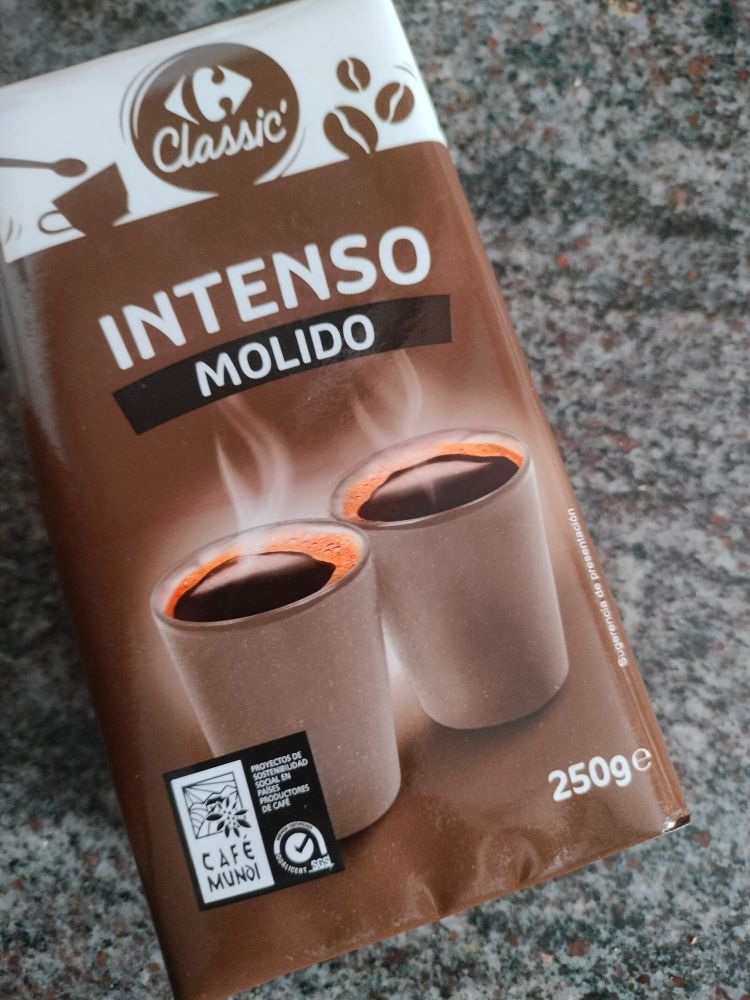 Classic'
INTENSO
MOLIDO
Sugerencia de presentación
250g e
PROYECTOS DE
SOSTENIBILIDAD
SOCIAL EN
PAÍSES
PRODUCTORES
DE CAFÉ
CAFÉ
MUNDI
QUALICERT
SGS